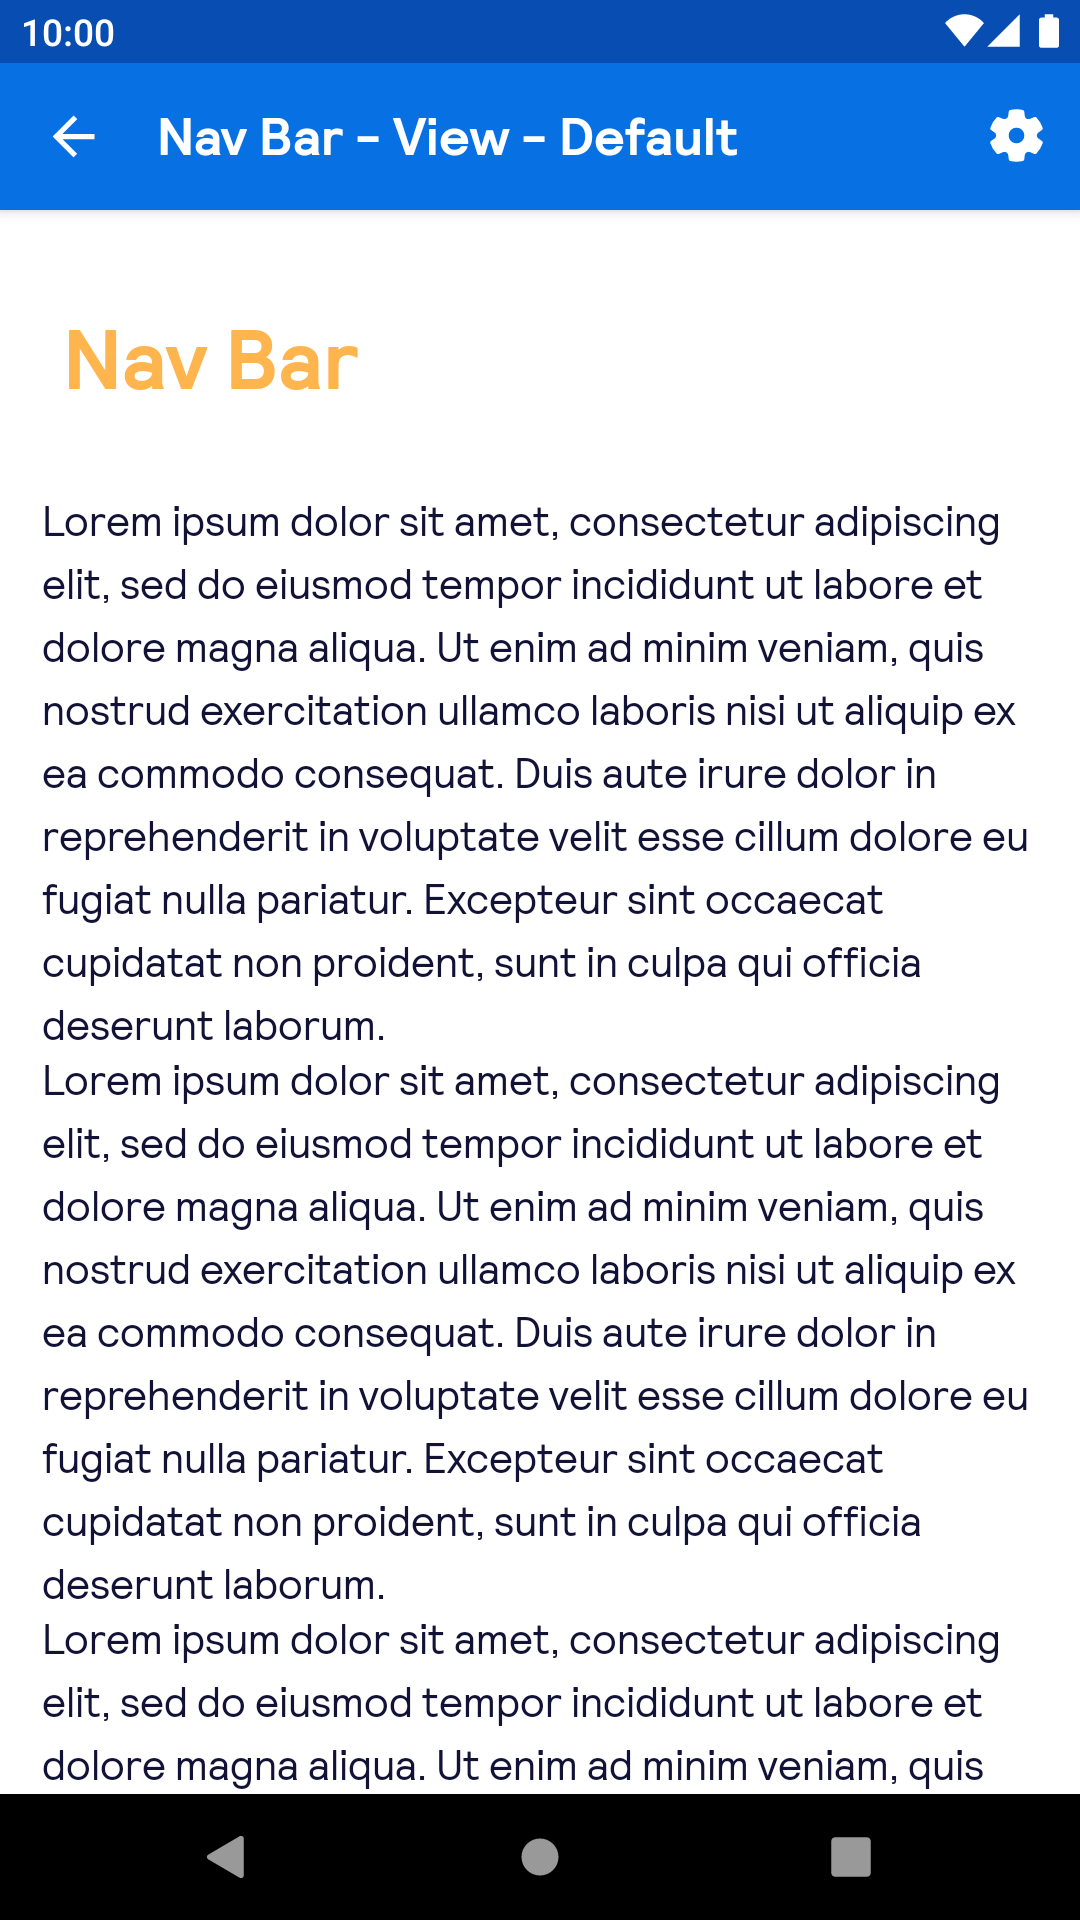 10:00
Nav Bar - View - Default
Nav Bar
Lorem ipsum dolor sit amet, consectetur adipiscing
elit, sed do eiusmod tempor incididunt ut labore et
dolore magna aliqua. Ut enim ad minim veniam, quis
nostrud exercitation ullamco laboris nisi ut aliquip ex
ea commodo consequat. Duis aute irure dolor in
reprehenderit in voluptate velit esse cillum dolore eu
fugiat nulla pariatur. Excepteur sint occaecat
cupidatat non proident, sunt in culpa qui officia
deserunt laborum.
Lorem ipsum dolor sit amet, consectetur adipiscing
elit, sed do eiusmod tempor incididunt ut labore et
dolore magna aliqua. Ut enim ad minim veniam, quis
nostrud exercitation ullamco laboris nisi ut aliquip ex
ea commodo consequat. Duis aute irure dolor in
reprehenderit in voluptate velit esse cillum dolore eu
fugiat nulla pariatur. Excepteur sint occaecat
cupidatat non proident, sunt in culpa qui officia
deserunt laborum.
Lorem ipsum dolor sit amet, consectetur adipiscing
elit, sed do eiusmod tempor incididunt ut labore et
dolore magna aliqua. Ut enim ad minim veniam, quis